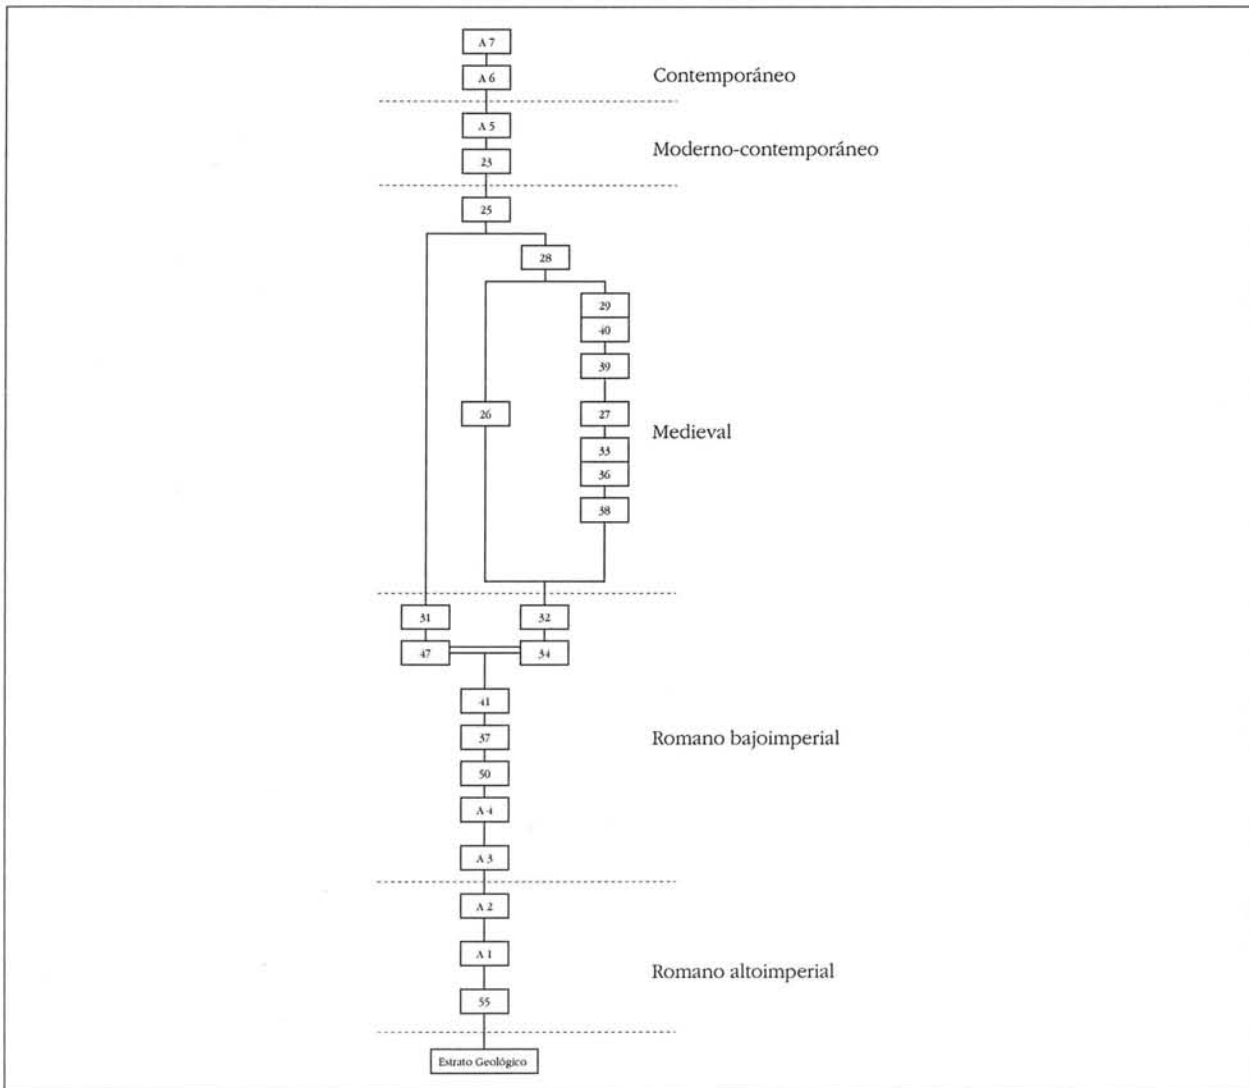 A 7
A 6
Contemporáneo
A 5
Moderno-contemporáneo
23
25
28
29
40
39
26
27
Medieval
33
36
38
31
32
47
34
41
37
Romano bajoimperial
50
A 4
A 3
A 2
A 1
Romano altoimperial
55
Estrato Geológico